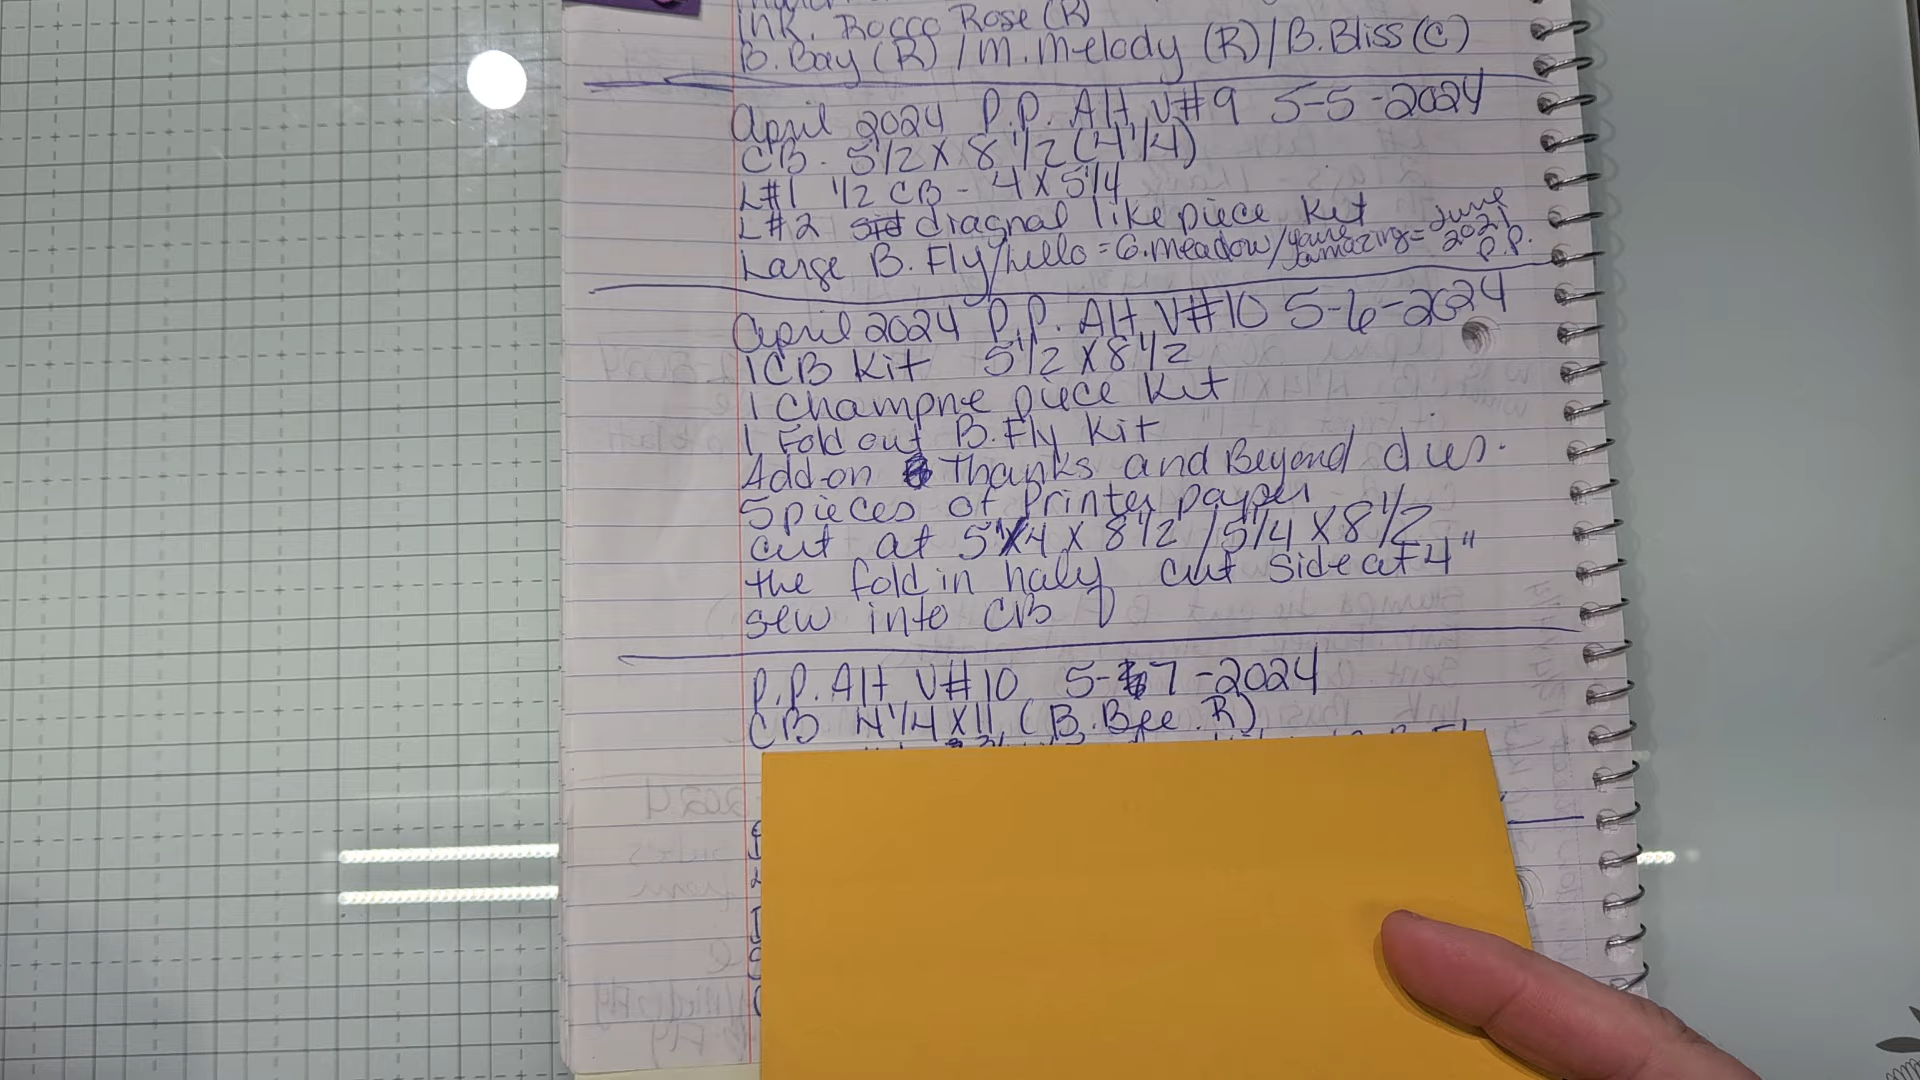 Ink. Rocco Rose (R)
B. Bay (R) / M. Melody (R) / B. Bliss (C)
April 2024 P.P. Alt V#9 5-5-2024
CB - 5 1/2 X 8 1/2 (4 1/4)
L#1 1/2 CB - 4 X 5 1/4
L#2 diagnal like piece Kit
Large B. Fly/hello = G. meadow/you're amazing = June 2021 P.P.
April 2024 P.P. Alt V#10 5-6-2024
1 CB Kit 5 1/2 X 8 1/2
1 Champne piece Kit
1 Fold out B. Fly Kit
Add on Thanks and Beyond dies.
5 pieces of Printer paper
cut at 5 1/4 X 8 1/2 / 5 1/4 X 8 1/2
the fold in haly cut side at 4"
sew into CB
P.P. Alt V#10 5-7-2024
CB 4 1/4 X 11 (B. Bee. R)